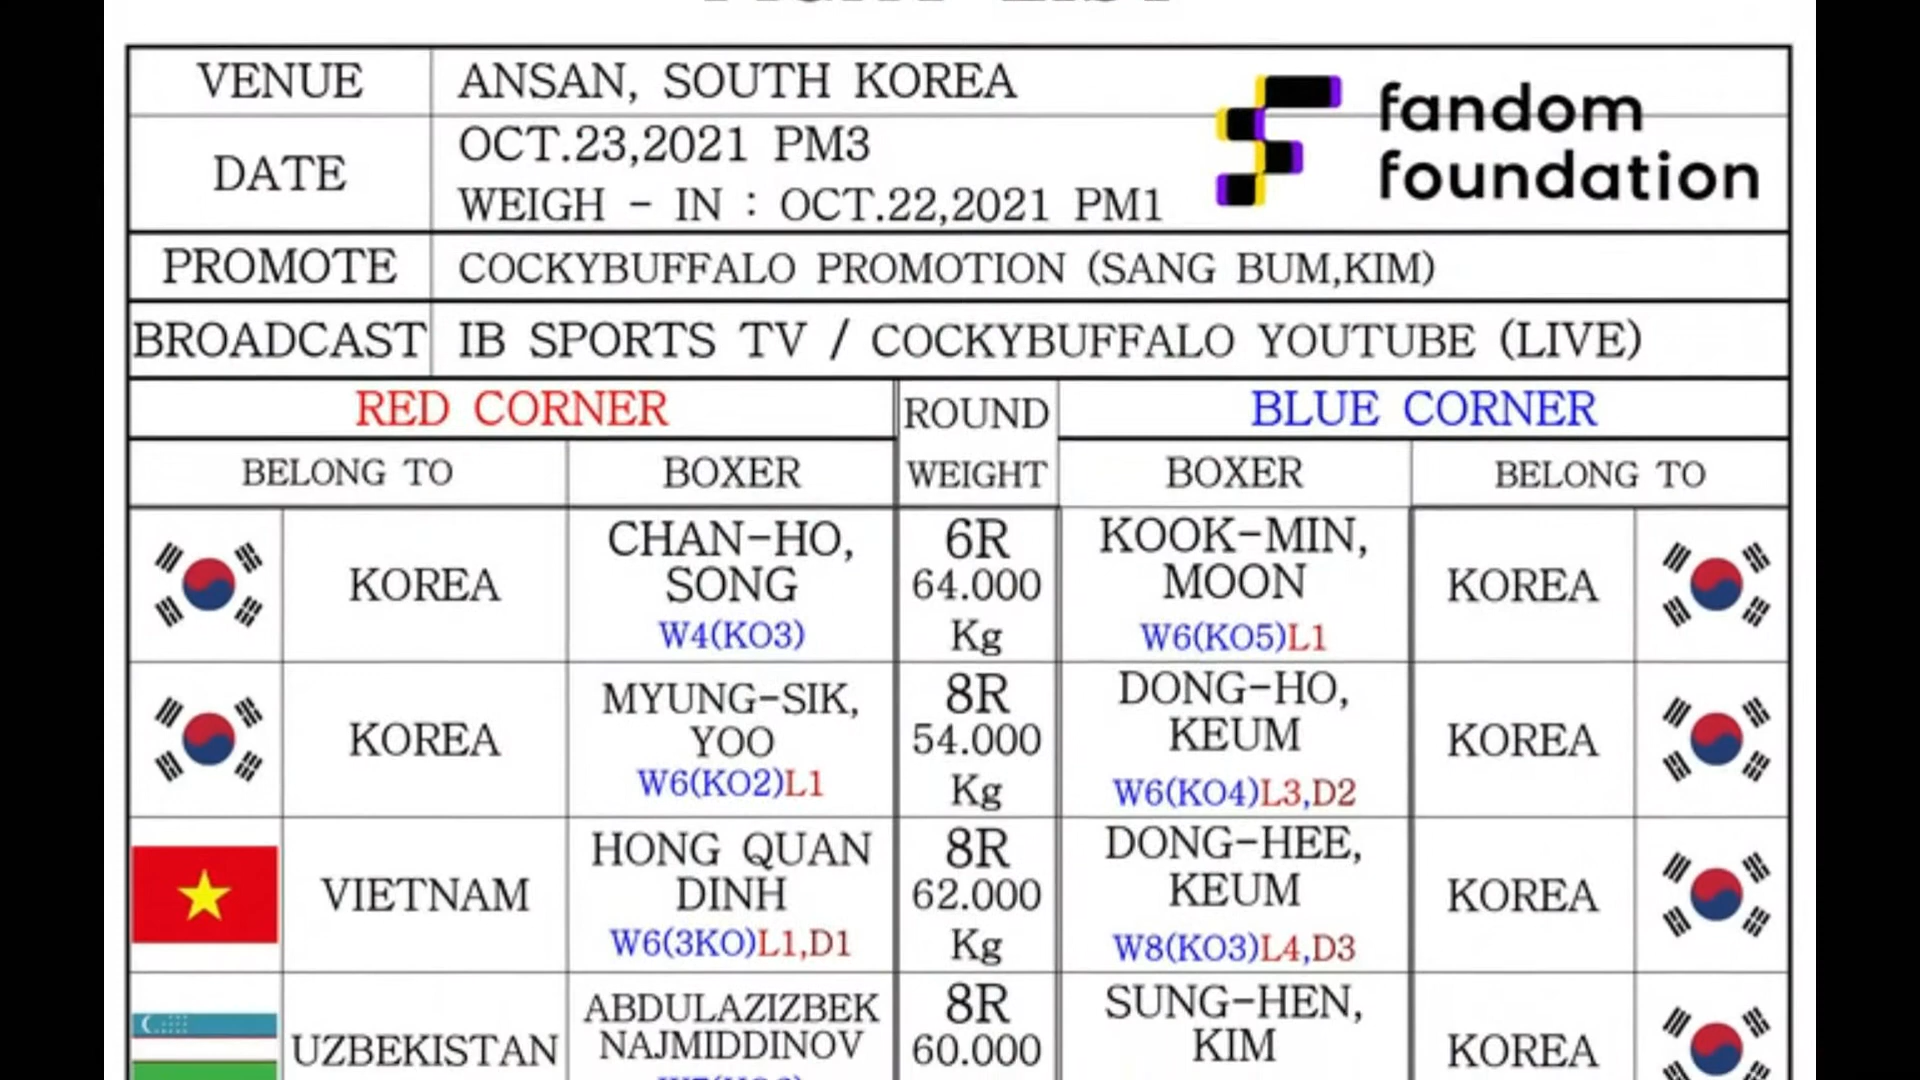 VENUE
ANSAN, SOUTH KOREA
fandom
foundation
DATE
OCT.23,2021 PM3
WEIGH - IN : OCT.22,2021 PM1
PROMOTE
COCKYBUFFALO PROMOTION (SANG BUM,KIM)
BROADCAST
IB SPORTS TV / COCKYBUFFALO YOUTUBE (LIVE)
RED CORNER
ROUND
WEIGHT
BLUE CORNER
BELONG TO
BOXER
BOXER
BELONG TO
KOREA
CHAN-HO,
SONG
W4(KO3)
6R
64.000
Kg
KOOK-MIN,
MOON
W6(KO5)L1
KOREA
KOREA
MYUNG-SIK,
YOO
W6(KO2)L1
8R
54.000
Kg
DONG-HO,
KEUM
W6(KO4)L3,D2
KOREA
VIETNAM
HONG QUAN
DINH
W6(3KO)L1,D1
8R
62.000
Kg
DONG-HEE,
KEUM
W8(KO3)L4,D3
KOREA
UZBEKISTAN
ABDULAZIZBEK
NAJMIDDINOV
8R
60.000
SUNG-HEN,
KIM
KOREA